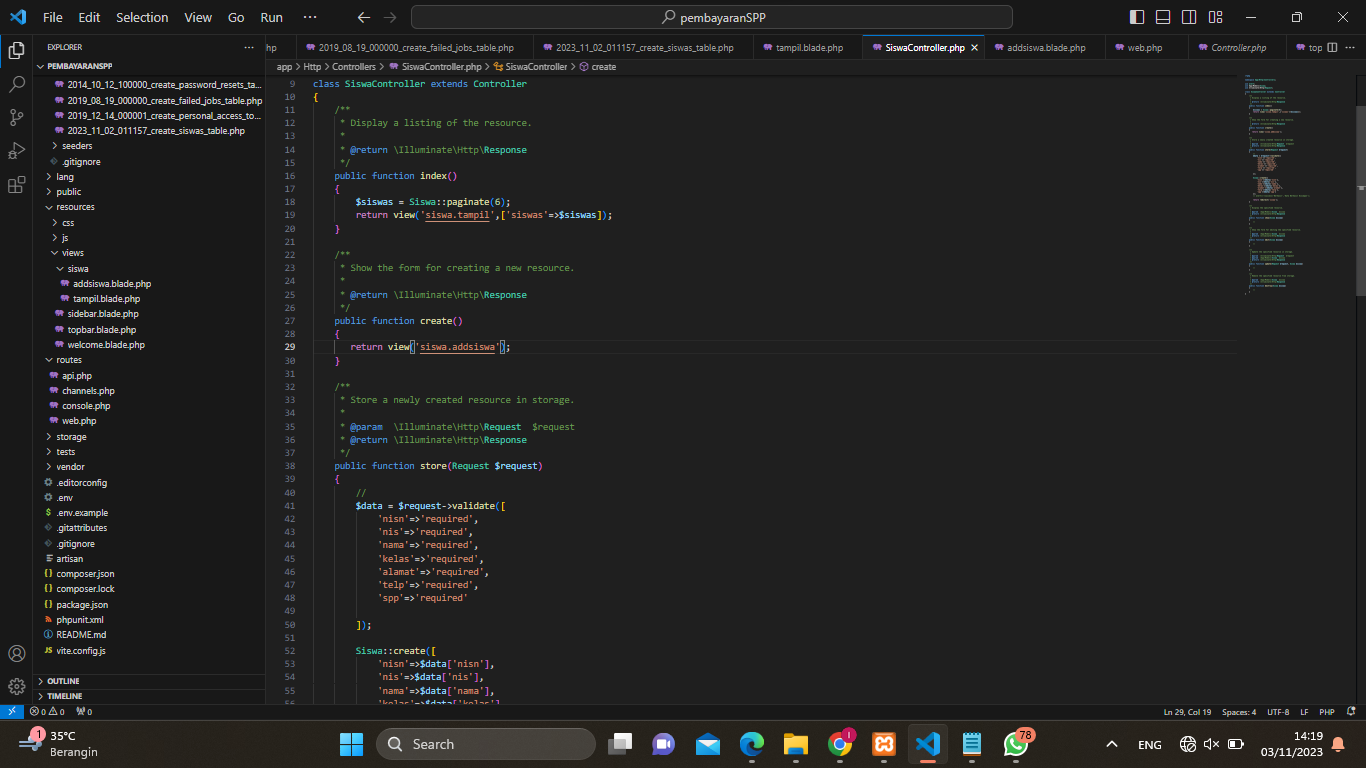 File Edit Selection View Go Run ··· pembayaranSPP
EXPLORER ···
PEMBAYARANSPP
2014_10_12_100000_create_password_resets_ta...
2019_08_19_000000_create_failed_jobs_table.php
2019_12_14_000001_create_personal_access_to...
2023_11_02_011157_create_siswas_table.php
seeders
.gitignore
lang
public
resources
css
js
views
siswa
addsiswa.blade.php
tampil.blade.php
sidebar.blade.php
topbar.blade.php
welcome.blade.php
routes
api.php
channels.php
console.php
web.php
storage
tests
vendor
.editorconfig
.env
.env.example
.gitattributes
.gitignore
artisan
composer.json
composer.lock
package.json
phpunit.xml
README.md
vite.config.js
OUTLINE
TIMELINE
hp 2019_08_19_000000_create_failed_jobs_table.php 2023_11_02_011157_create_siswas_table.php tampil.blade.php SiswaController.php addsiswa.blade.php web.php Controller.php top ···
app > Http > Controllers > SiswaController.php > SiswaController > create
9 class SiswaController extends Controller
10 {
11 /**
12 * Display a listing of the resource.
13 *
14 * @return \Illuminate\Http\Response
15 */
16 public function index()
17 {
18 $siswas = Siswa::paginate(6);
19 return view('siswa.tampil',['siswas'=>$siswas]);
20 }
21
22 /**
23 * Show the form for creating a new resource.
24 *
25 * @return \Illuminate\Http\Response
26 */
27 public function create()
28 {
29 return view('siswa.addsiswa');
30 }
31
32 /**
33 * Store a newly created resource in storage.
34 *
35 * @param \Illuminate\Http\Request $request
36 * @return \Illuminate\Http\Response
37 */
38 public function store(Request $request)
39 {
40 //
41 $data = $request->validate([
42 'nisn'=>'required',
43 'nis'=>'required',
44 'nama'=>'required',
45 'kelas'=>'required',
46 'alamat'=>'required',
47 'telp'=>'required',
48 'spp'=>'required'
49
50 ]);
51
52 Siswa::create([
53 'nisn'=>$data['nisn'],
54 'nis'=>$data['nis'],
55 'nama'=>$data['nama'],
56 'kelas'=>$data['kelas'],
0 0 0 Ln 29, Col 19 Spaces: 4 UTF-8 LF PHP
1 35°C
Berangin
Search
1
78
ENG
14:19
03/11/2023